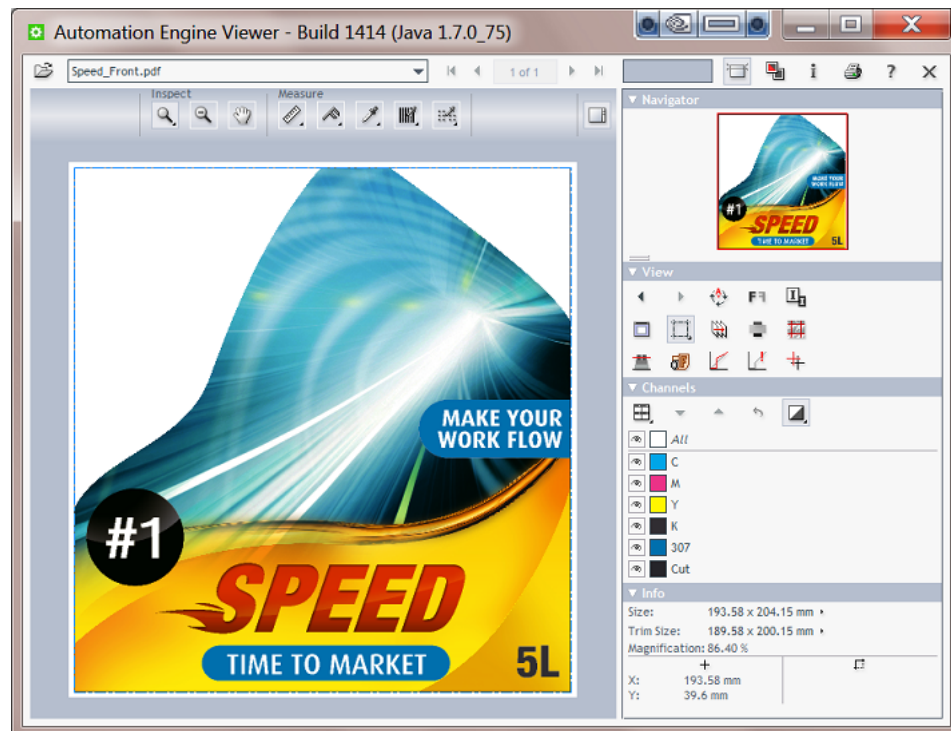 Automation Engine Viewer - Build 1414 (Java 1.7.0_75)
Speed_Front.pdf
1 of 1
Inspect
Measure
MAKE YOUR
WORK FLOW
#1
SPEED
TIME TO MARKET
5L
Navigator
MAKE YOUR
WORK FLOW
#1
SPEED
TIME TO MARKET
5L
View
Channels
All
C
M
Y
K
307
Cut
Info
Size: 193.58 x 204.15 mm
Trim Size: 189.58 x 200.15 mm
Magnification: 86.40 %
X: 193.58 mm
Y: 39.6 mm